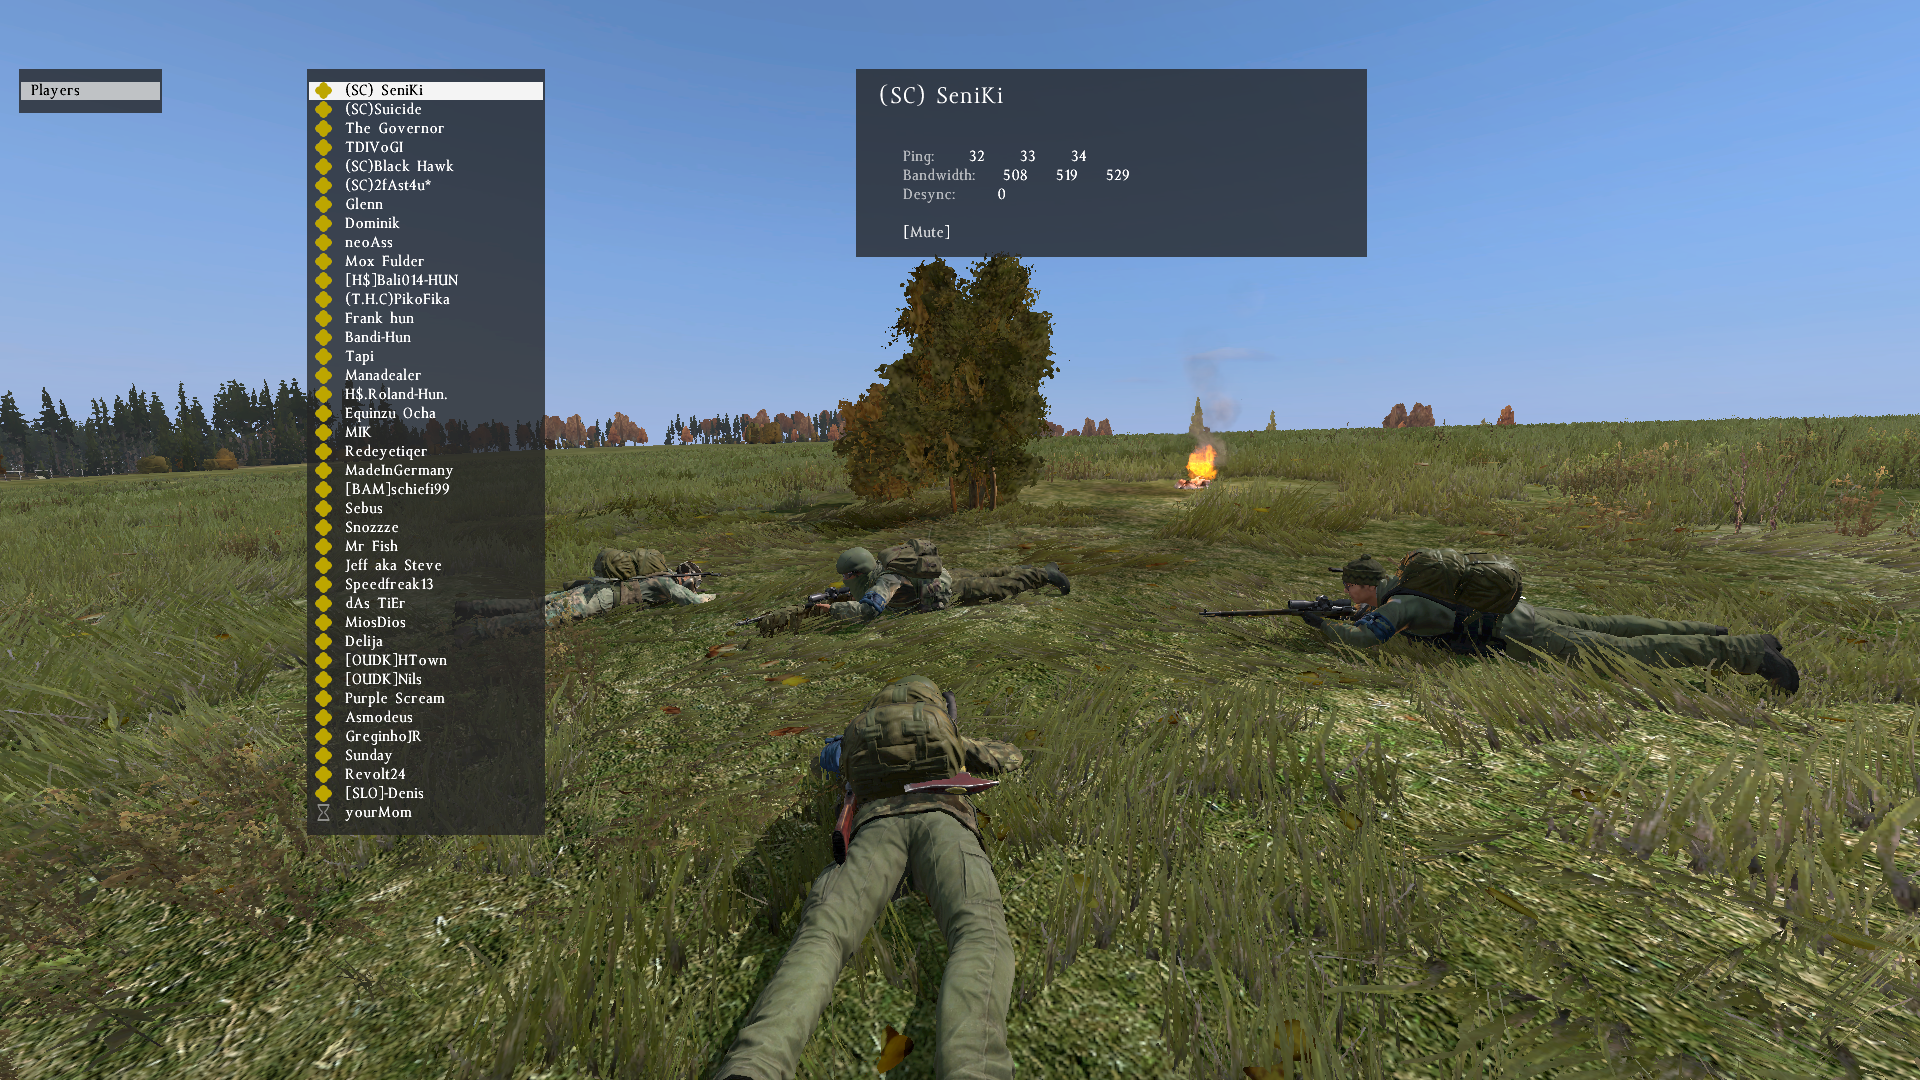 Players
(SC) SeniKi
(SC)Suicide
The Governor
TDIVoGI
(SC)Black Hawk
(SC)2fAst4u*
Glenn
Dominik
neoAss
Mox Fulder
[H$]Bali014-HUN
(T.H.C)PikoFika
Frank hun
Bandi-Hun
Tapi
Manadealer
H$.Roland-Hun.
Equinzu Ocha
MIK
Redeyetiqer
MadeInGermany
[BAM]schiefi99
Sebus
Snozzze
Mr Fish
Jeff aka Steve
Speedfreak13
dAs TiEr
MiosDios
Delija
[OUDK]HTown
[OUDK]Nils
Purple Scream
Asmodeus
GreginhoJR
Sunday
Revolt24
[SLO]-Denis
yourMom
(SC) SeniKi
Ping: 32 33 34
Bandwidth: 508 519 529
Desync: 0
[Mute]